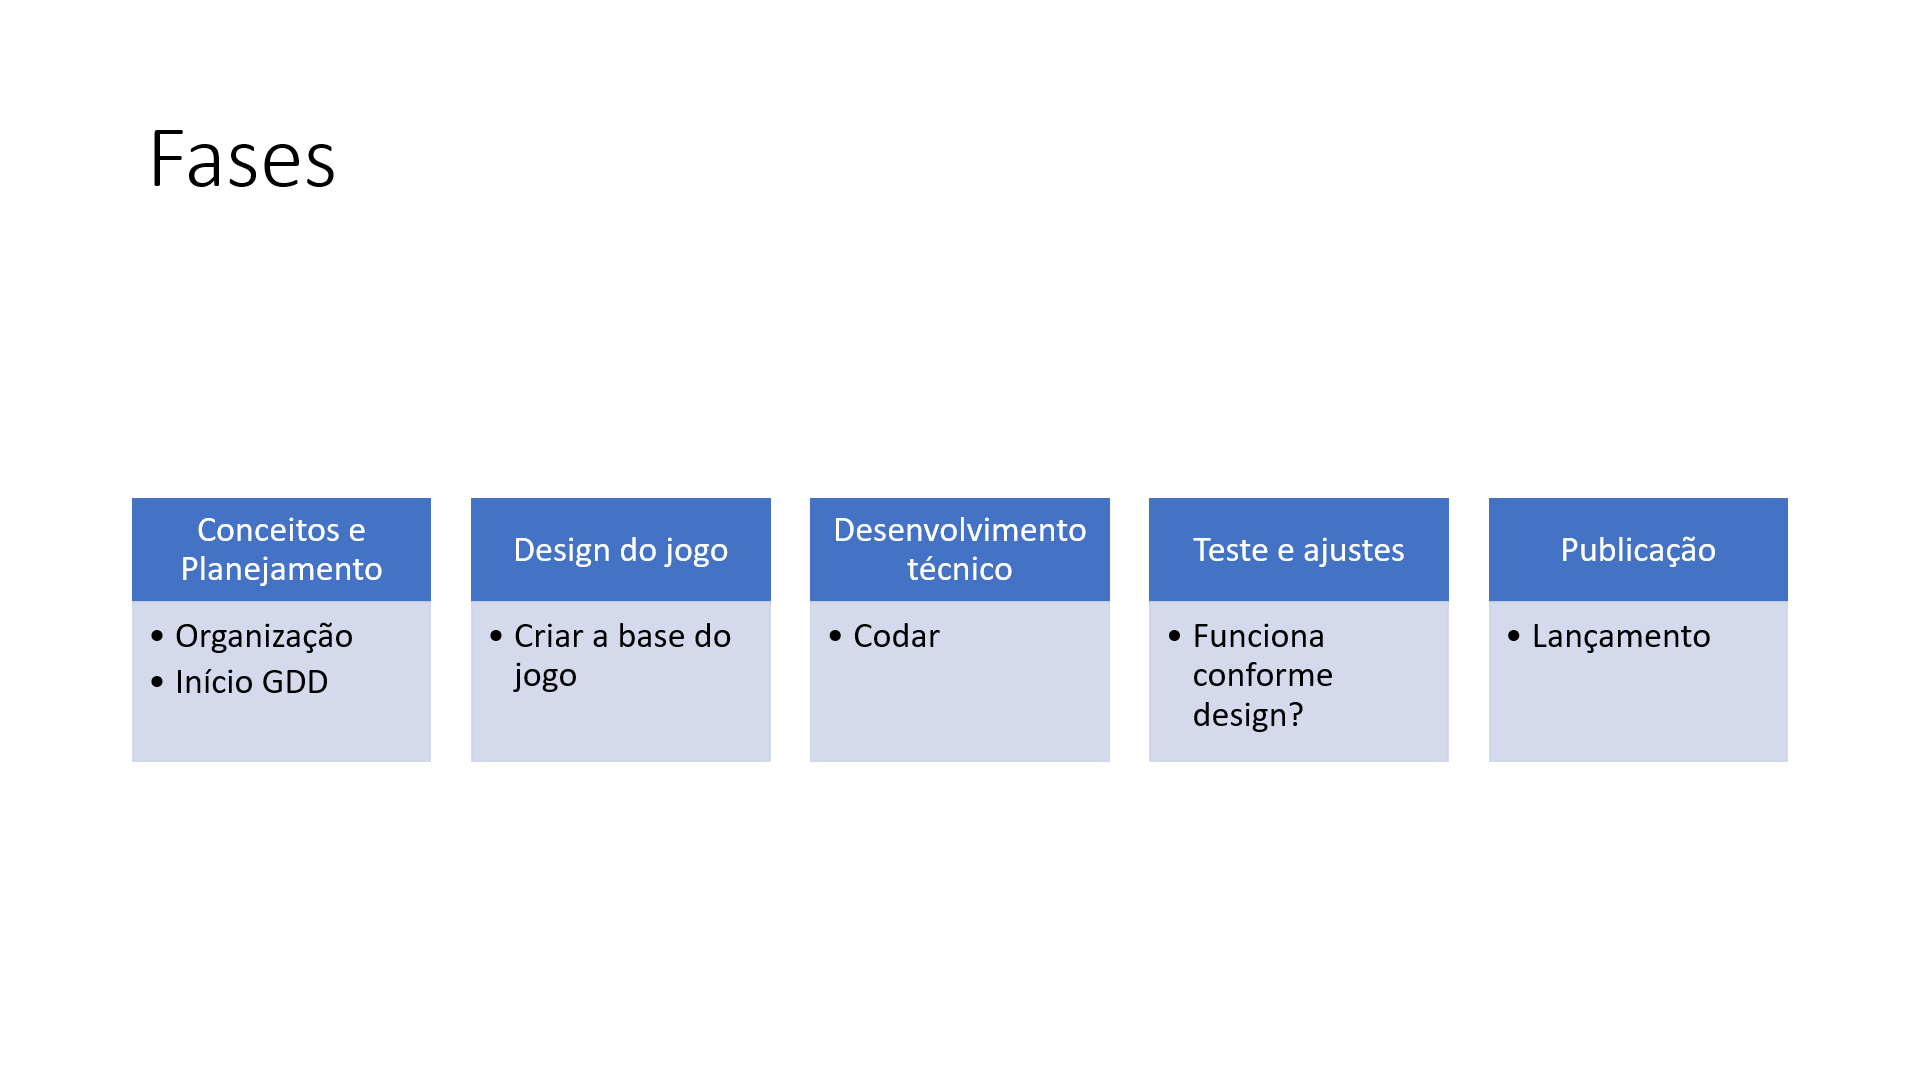 Fases
Conceitos e
Planejamento
• Organização
• Início GDD
Design do jogo
• Criar a base do
jogo
Desenvolvimento
técnico
• Codar
Teste e ajustes
• Funciona
conforme
design?
Publicação
• Lançamento